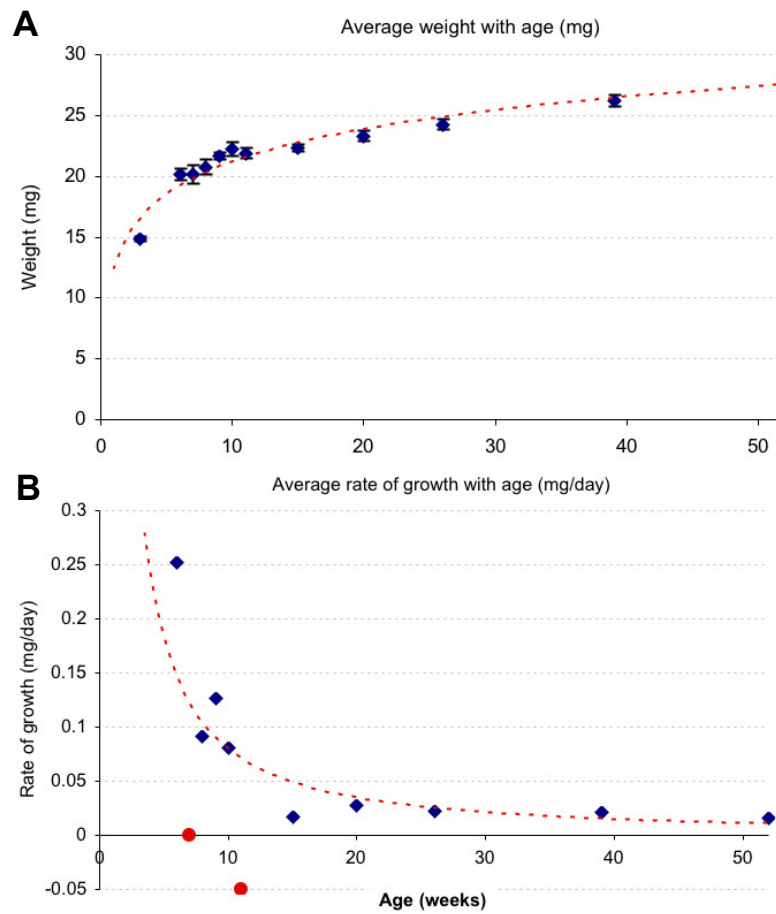 A
Average weight with age (mg)
30
25
20
15
10
5
0
Weight (mg)
0 10 20 30 40 50
B
Average rate of growth with age (mg/day)
0.3
0.25
0.2
0.15
0.1
0.05
0
-0.05
Rate of growth (mg/day)
0 10 20 30 40 50
Age (weeks)